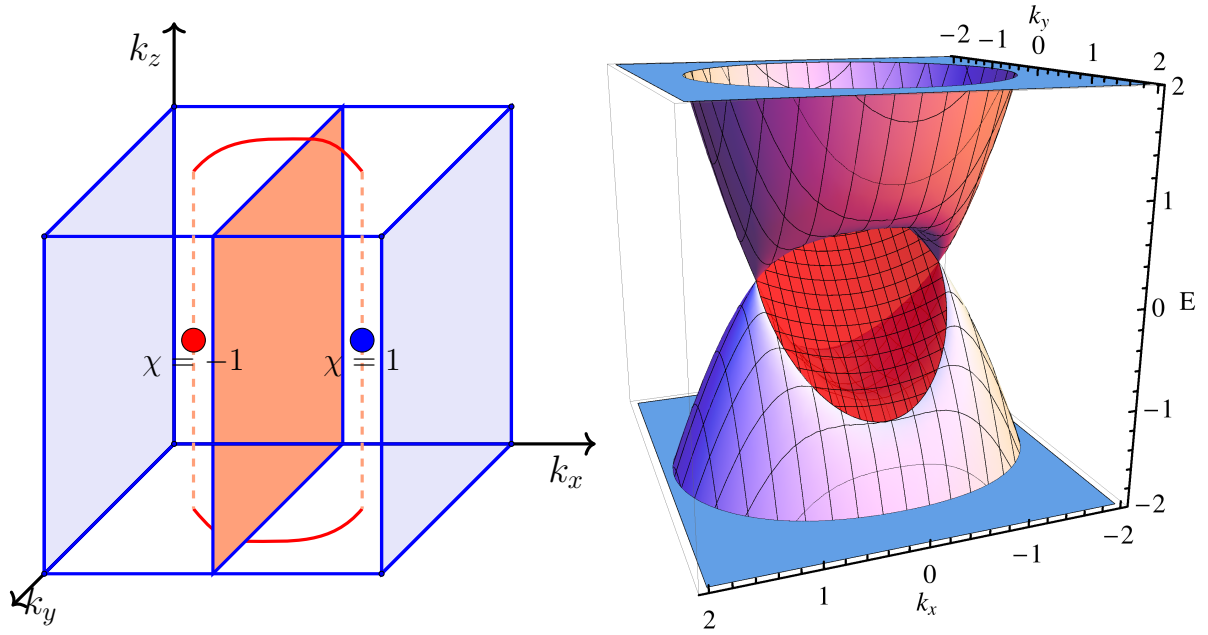 k_z
χ = −1
χ = 1
k_x
k_y
k_y
−2 −1 0 1 2
2
1
0 E
−1
−2
2 1 0 −1 −2
k_x